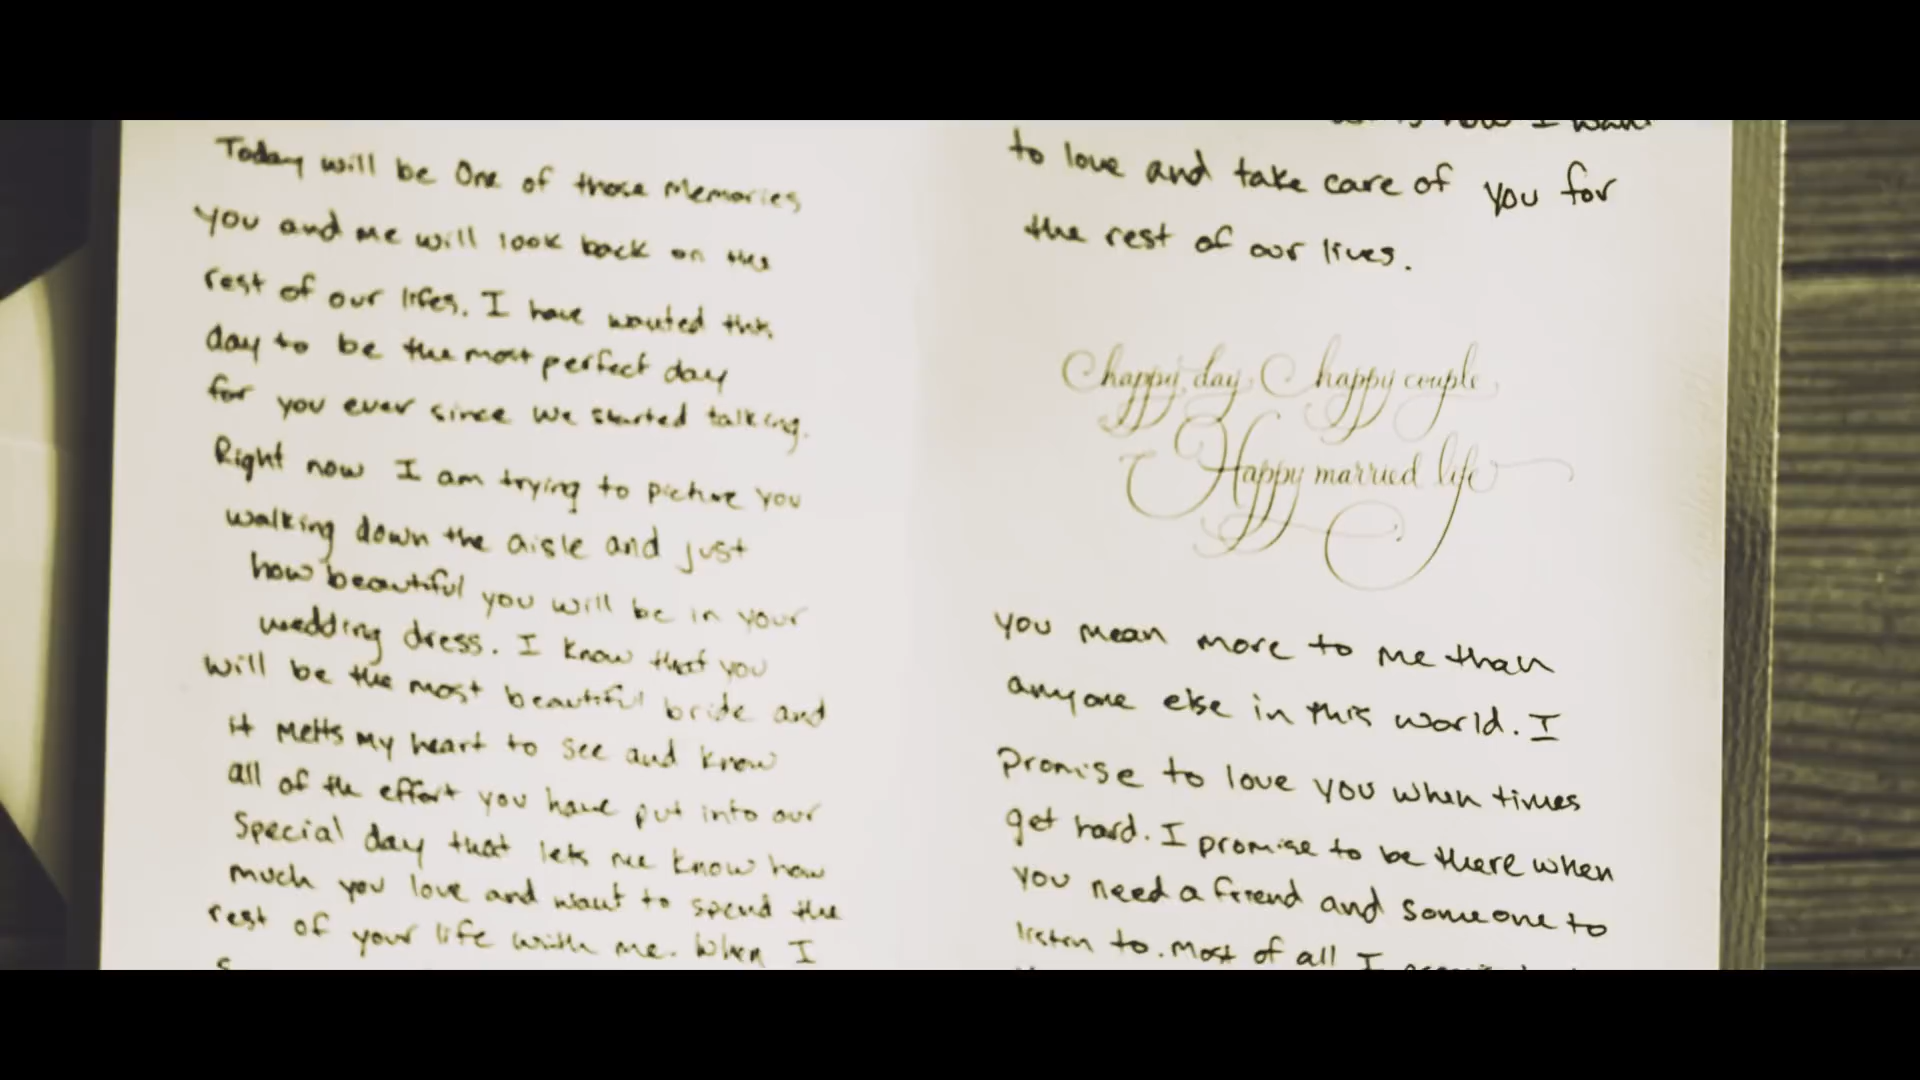 Today will be One of those Memories
you and me will look back on the
rest of our lifes. I have wanted this
day to be the most perfect day
for you ever since we started talking.
Right now I am trying to picture you
walking down the aisle and just
how beautiful you will be in your
wedding dress. I know that you
will be the most beautiful bride and
it melts my heart to see and know
all of the effort you have put into our
special day that lets me know how
much you love and want to spend the
rest of your life with me. When I
is how I want
to love and take care of you for
the rest of our lives.
happy day, happy couple,
Happy married life
you mean more to me than
anyone else in this world. I
promise to love you when times
get hard. I promise to be there when
you need a friend and someone to
listen to. Most of all I